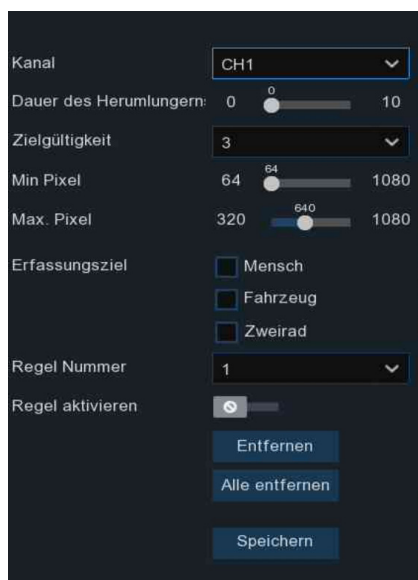 Kanal CH1
Dauer des Herumlungern: 0 0 10
Zielgültigkeit 3
Min Pixel 64 64 1080
Max. Pixel 320 640 1080
Erfassungsziel Mensch
Fahrzeug
Zweirad
Regel Nummer 1
Regel aktivieren
Entfernen
Alle entfernen
Speichern